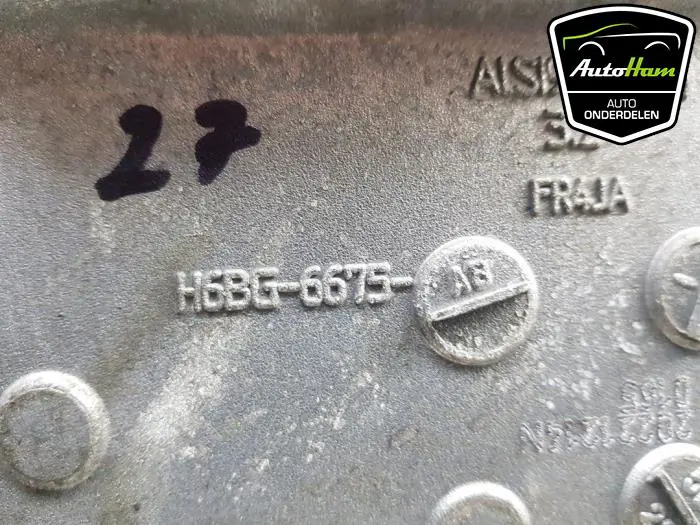 AutoHam
AUTO
ONDERDELEN
27
FR4JA
H6BG-6675-
AB